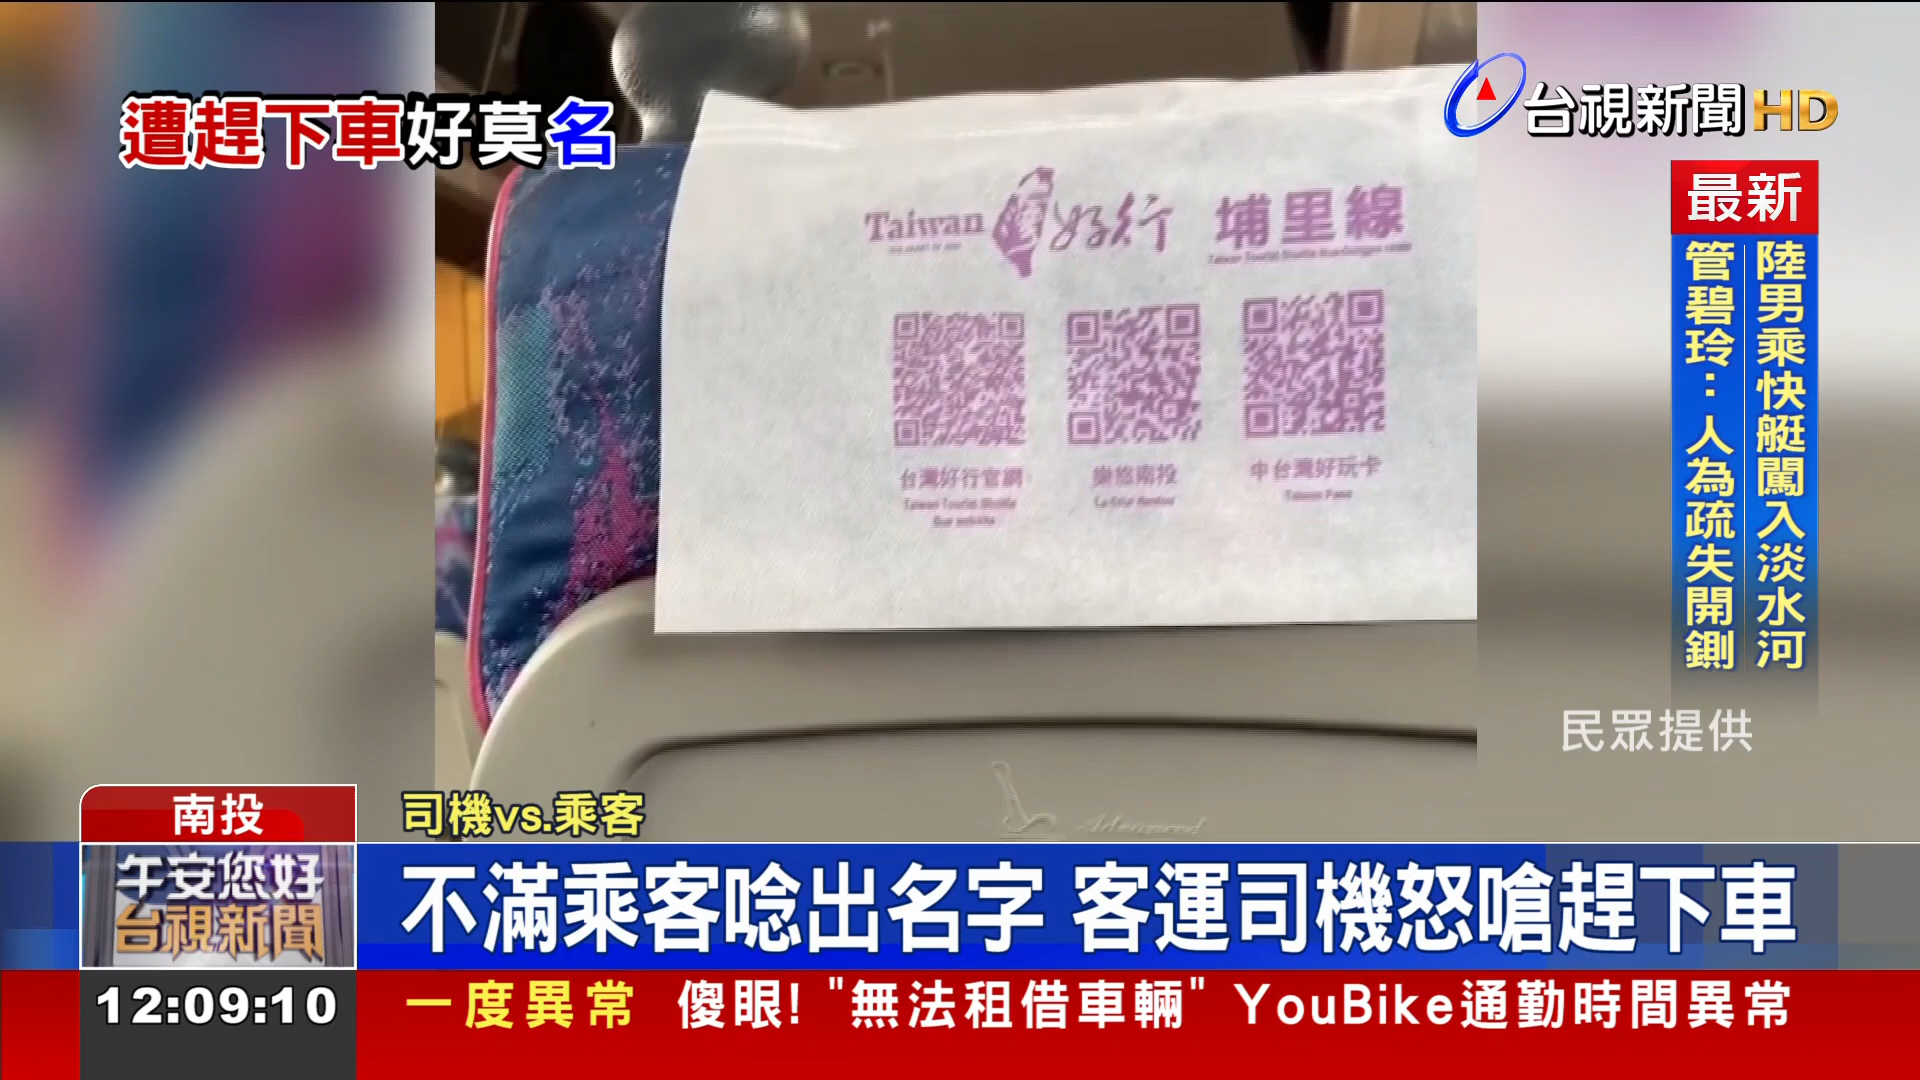 遭趕下車好莫名
台視新聞HD
最新
陸男乘快艇闖入淡水河
管碧玲：人為疏失開鍘
Taiwan 好行 埔里線
台灣好行官網
樂旅南投
中台灣好玩卡
Taiwan Tourist Shuttle
Taiwan Pass
民眾提供
南投
司機vs.乘客
午安您好
台視新聞
不滿乘客唸出名字 客運司機怒嗆趕下車
12:09:10
一度異常 傻眼! "無法租借車輛" YouBike通勤時間異常